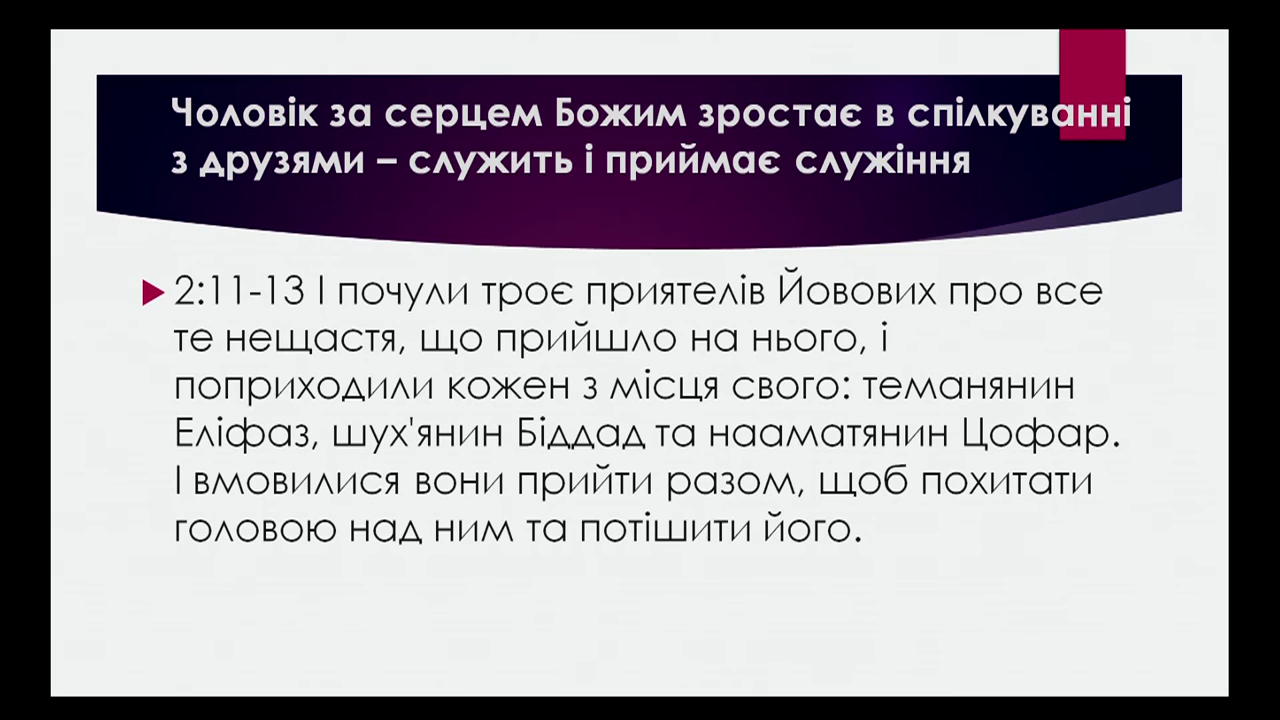 Чоловік за серцем Божим зростає в спілкуванні
з друзями – служить і приймає служіння
2:11-13 І почули троє приятелів Йовових про все
те нещастя, що прийшло на нього, і
поприходили кожен з місця свого: теманянин
Еліфаз, шух'янин Біддад та нааматянин Цофар.
І вмовилися вони прийти разом, щоб похитати
головою над ним та потішити його.